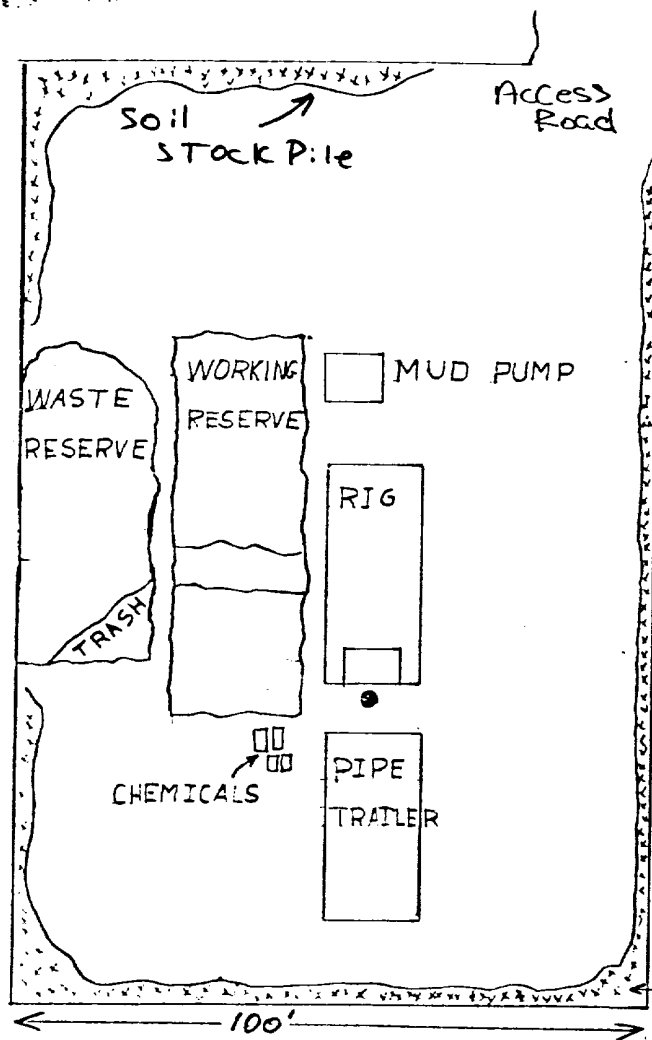 Access
Road
Soil
STOCK Pile
WORKING
RESERVE
MUD PUMP
WASTE
RESERVE
RIG
TRASH
CHEMICALS
PIPE
TRAILER
100'